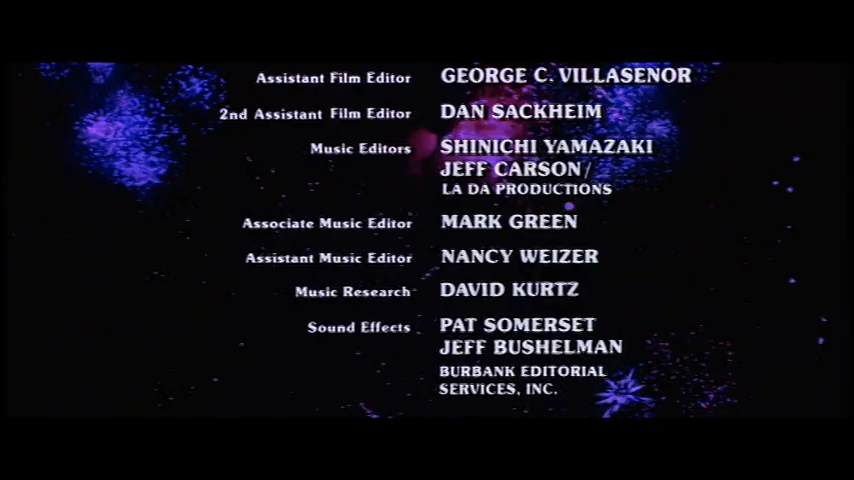 Assistant Film Editor GEORGE C. VILLASENOR
2nd Assistant Film Editor DAN SACKHEIM
Music Editors SHINICHI YAMAZAKI
JEFF CARSON/
LA DA PRODUCTIONS
Associate Music Editor MARK GREEN
Assistant Music Editor NANCY WEIZER
Music Research DAVID KURTZ
Sound Effects PAT SOMERSET
JEFF BUSHELMAN
BURBANK EDITORIAL
SERVICES, INC.